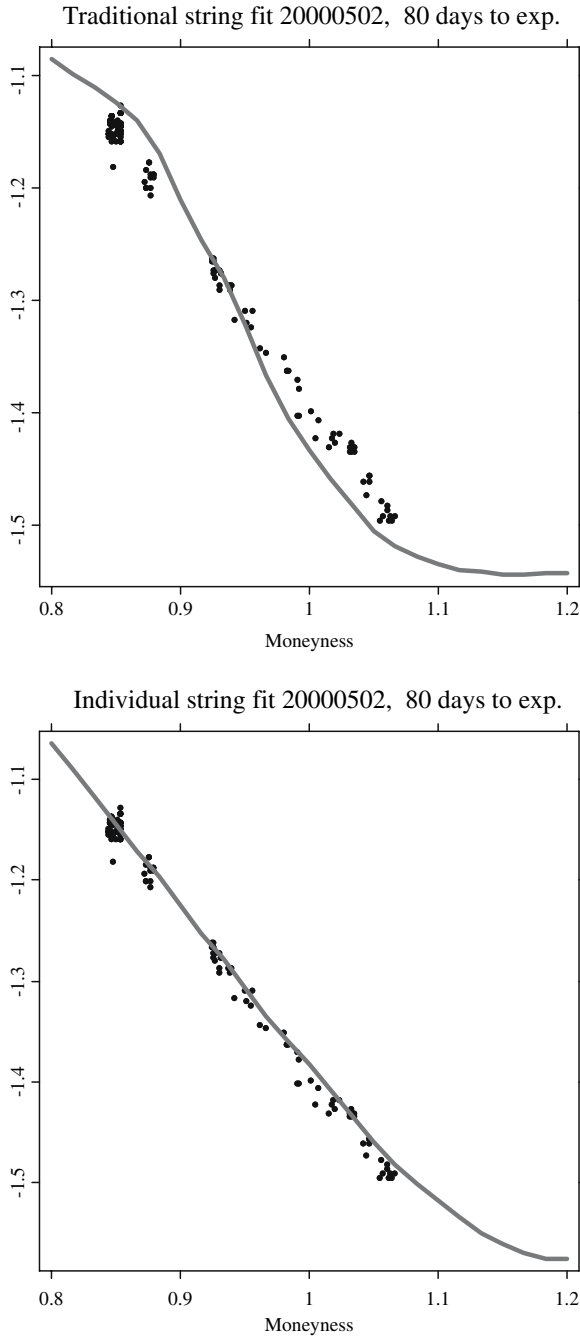 Traditional string fit 20000502, 80 days to exp.
-1.1
-1.2
-1.3
-1.4
-1.5
0.8 0.9 1 1.1 1.2
Moneyness
Individual string fit 20000502, 80 days to exp.
-1.1
-1.2
-1.3
-1.4
-1.5
0.8 0.9 1 1.1 1.2
Moneyness